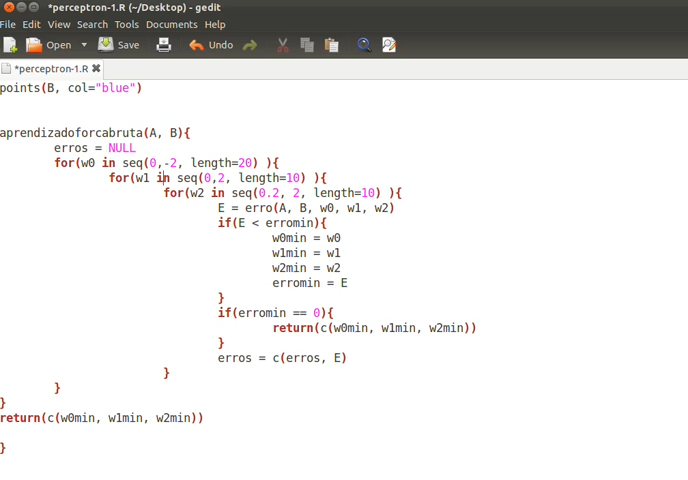 *perceptron-1.R (~/Desktop) - gedit
File Edit View Search Tools Documents Help
Open Save Undo
*perceptron-1.R
points(B, col="blue")
aprendizadoforcabruta(A, B){
erros = NULL
for(w0 in seq(0,-2, length=20) ){
for(w1 in seq(0,2, length=10) ){
for(w2 in seq(0.2, 2, length=10) ){
E = erro(A, B, w0, w1, w2)
if(E < erromin){
w0min = w0
w1min = w1
w2min = w2
erromin = E
}
if(erromin == 0){
return(c(w0min, w1min, w2min))
}
erros = c(erros, E)
}
}
}
return(c(w0min, w1min, w2min))
}